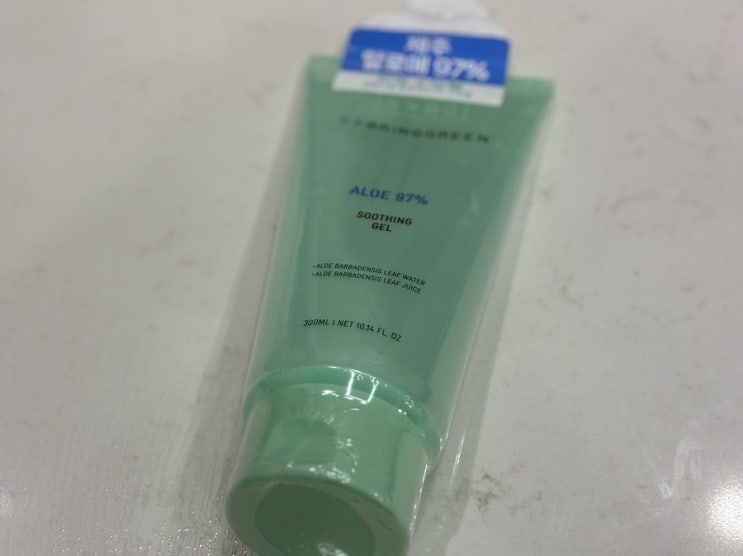 제주
알로에 97%
BRINGGREEN
ALOE 97%
SOOTHING
GEL
•ALOE BARBADENSIS LEAF WATER
•ALOE BARBADENSIS LEAF JUICE
300ML | NET 10.14 FL. OZ